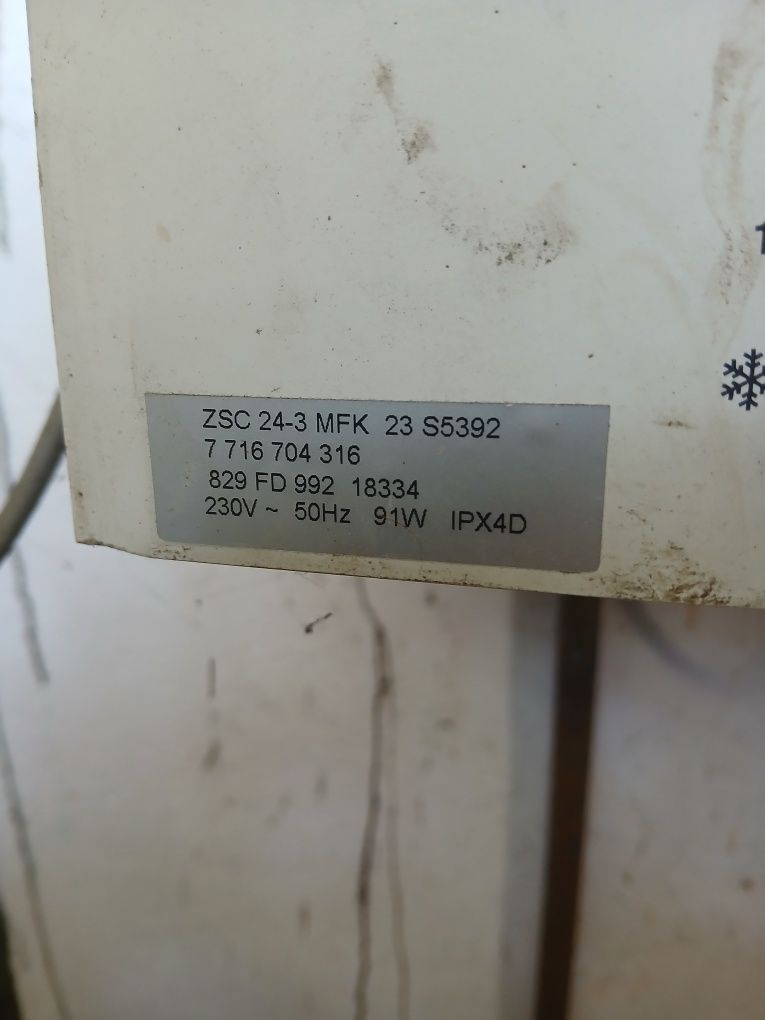 ZSC 24-3 MFK 23 S5392
7 716 704 316
829 FD 992 18334
230V ~ 50Hz 91W IPX4D